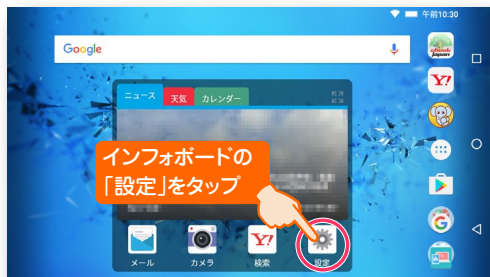 午前10:30
Google
ebook
japan
Y!
ニュース
天気
カレンダー
インフォボードの
「設定」をタップ
Y!
G
メール
カメラ
検索
設定